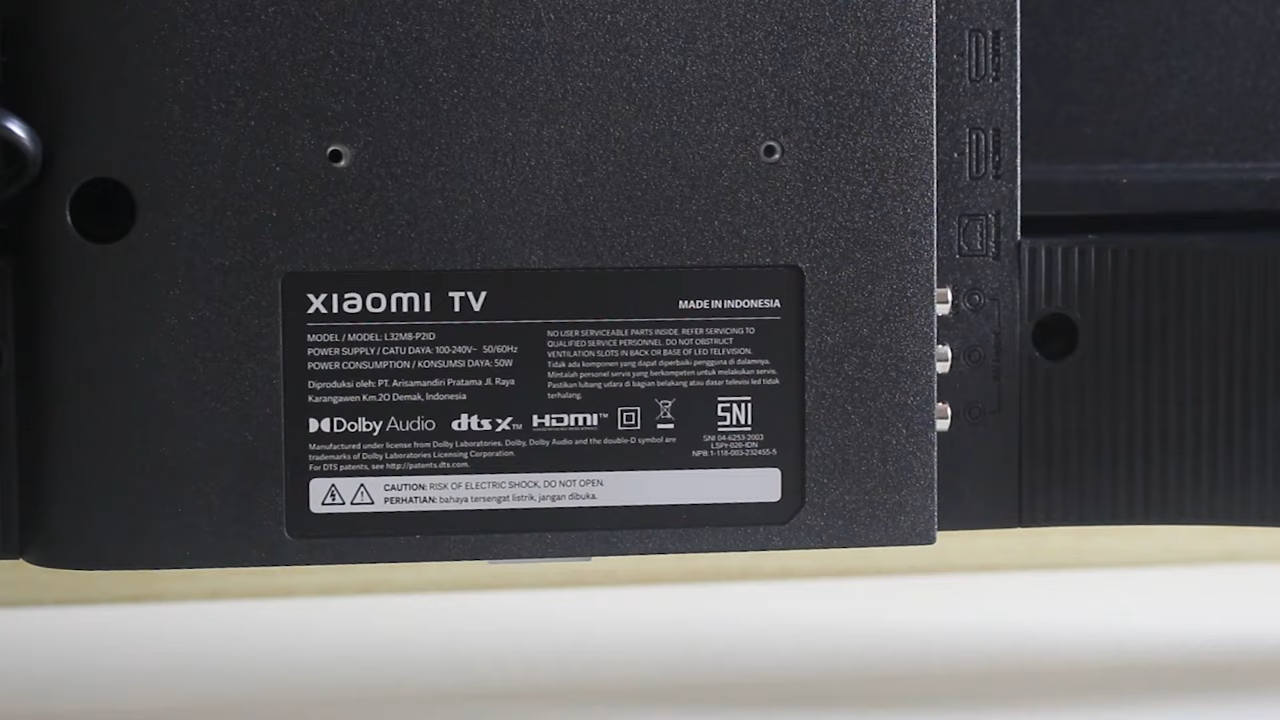 xiaomi TV
MADE IN INDONESIA
MODEL / MODEL: L32M8-P2ID
POWER SUPPLY / CATU DAYA: 100-240V~ 50/60Hz
POWER CONSUMPTION / KONSUMSI DAYA: 50W
Diproduksi oleh: PT. Arisamandiri Pratama Jl. Raya
Karangawen Km.20 Demak, Indonesia
NO USER SERVICEABLE PARTS INSIDE. REFER SERVICING TO
QUALIFIED SERVICE PERSONNEL. DO NOT OBSTRUCT
VENTILATION SLOTS IN BACK OR BASE OF LED TELEVISION.
Tidak ada komponen yang dapat diperbaiki pengguna di dalamnya.
Mintalah personel servis yang berkompeten untuk melakukan servis.
Pastikan lubang udara di bagian belakang atau dasar televisi led tidak
terhalang.
Dolby Audio
dts X™
HDMI™
SNI
SNI 04-6253-2003
LSPr-020-IDN
NPB:1-118-003-232455-5
Manufactured under license from Dolby Laboratories. Dolby, Dolby Audio and the double-D symbol are
trademarks of Dolby Laboratories Licensing Corporation.
For DTS patents, see http://patents.dts.com.
CAUTION: RISK OF ELECTRIC SHOCK, DO NOT OPEN.
PERHATIAN: bahaya tersengat listrik, jangan dibuka.